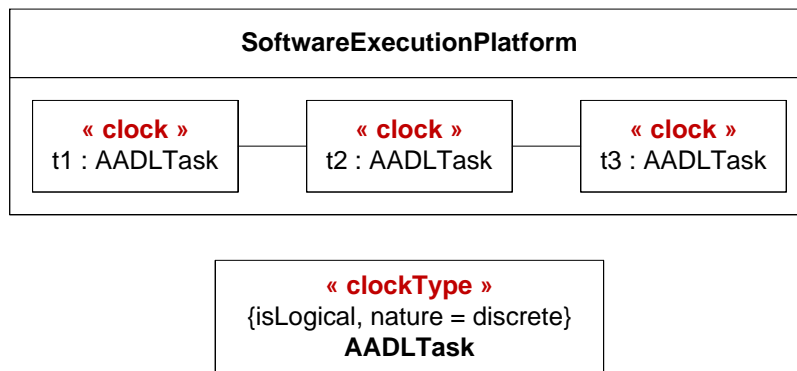 SoftwareExecutionPlatform
« clock » « clock » « clock »
t1 : AADLTask t2 : AADLTask t3 : AADLTask
« clockType »
{isLogical, nature = discrete}
AADLTask